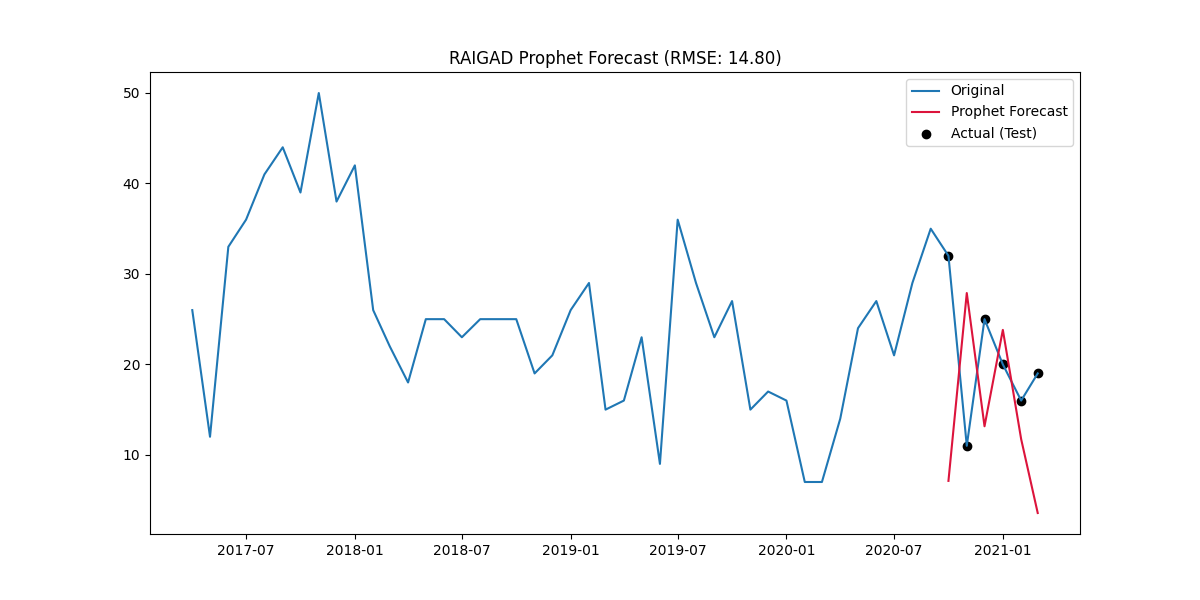 RAIGAD Prophet Forecast (RMSE: 14.80)
Original
Prophet Forecast
Actual (Test)
50
40
30
20
10
2017-07 2018-01 2018-07 2019-01 2019-07 2020-01 2020-07 2021-01